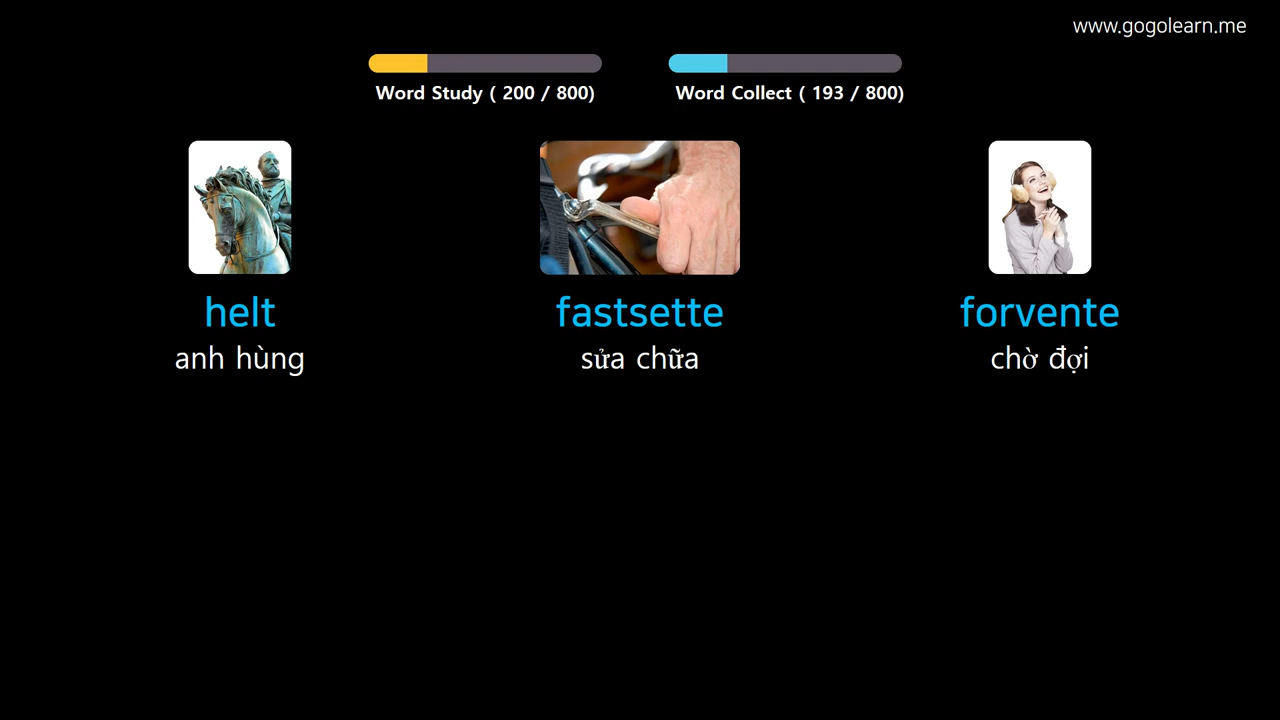 www.gogolearn.me
Word Study ( 200 / 800)
Word Collect ( 193 / 800)
helt
anh hùng
fastsette
sửa chữa
forvente
chờ đợi